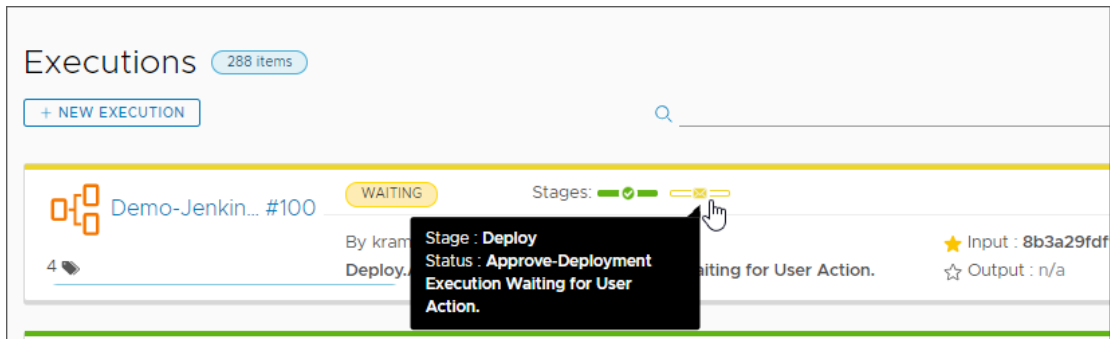 Executions 288 items
+ NEW EXECUTION
Demo-Jenkin... #100
WAITING
Stages:
Stage : Deploy
Status : Approve-Deployment
Execution Waiting for User
Action.
By kram
Input : 8b3a29fdf
4
Deploy.
aiting for User Action.
Output : n/a